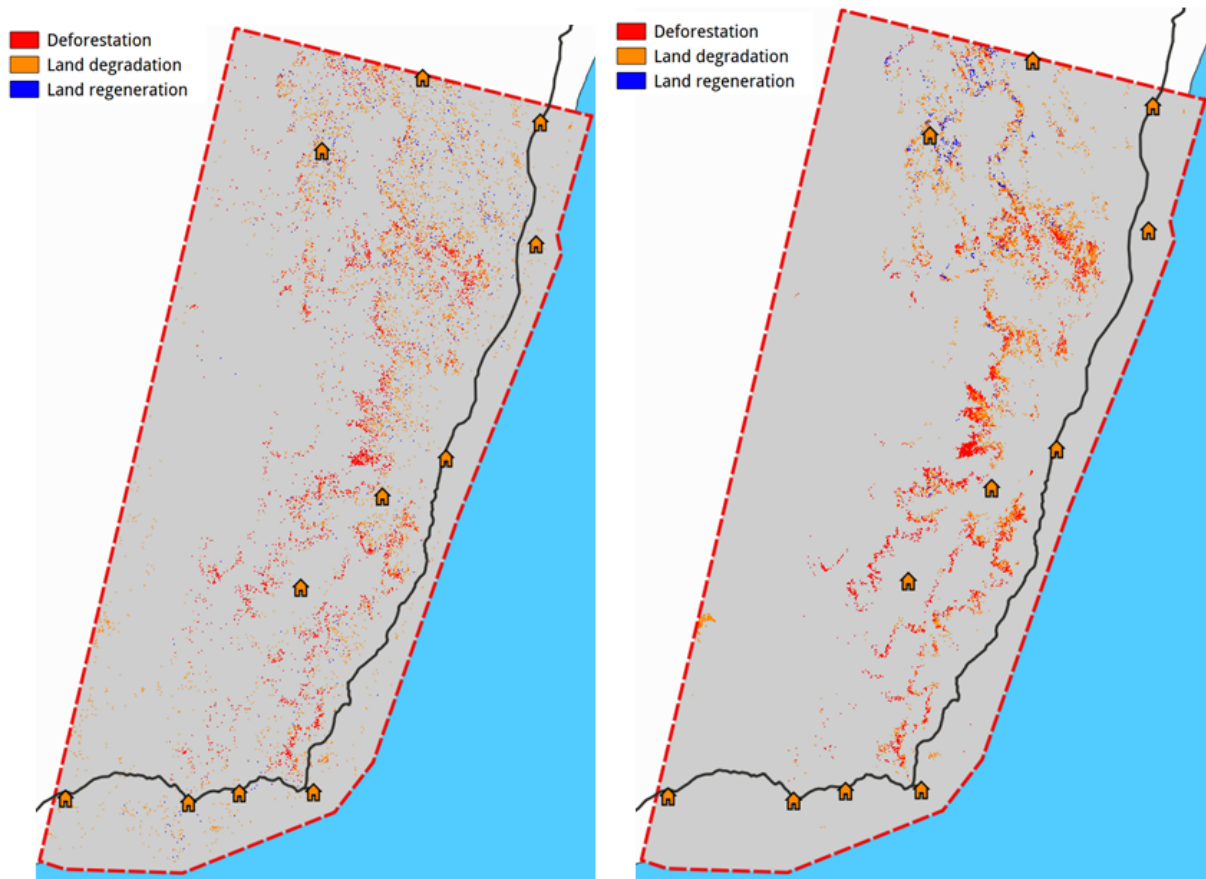 Deforestation
Land degradation
Land regeneration
Deforestation
Land degradation
Land regeneration